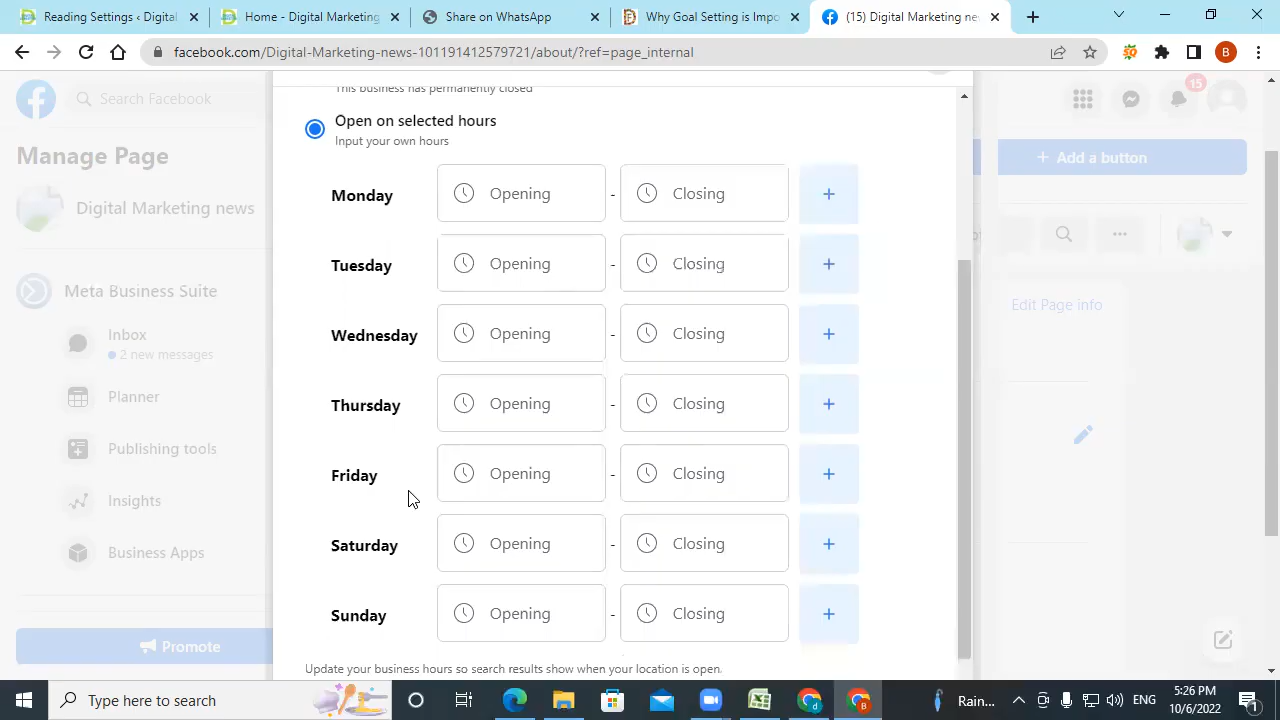 Reading Settings ‹ Digital
Home - Digital Marketing
Share on WhatsApp
Why Goal Setting is Impo
(15) Digital Marketing ne
facebook.com/Digital-Marketing-news-101191412579721/about/?ref=page_internal
B
Search Facebook
15
Manage Page
Digital Marketing news
Meta Business Suite
Inbox
2 new messages
Planner
Publishing tools
Insights
Business Apps
Promote
This business has permanently closed
Open on selected hours
Input your own hours
Monday Opening - Closing +
Tuesday Opening - Closing +
Wednesday Opening - Closing +
Thursday Opening - Closing +
Friday Opening - Closing +
Saturday Opening - Closing +
Sunday Opening - Closing +
Update your business hours so search results show when your location is open.
+ Add a button
Edit Page info
Type here to search
Rain...
ENG
5:26 PM
10/6/2022
1